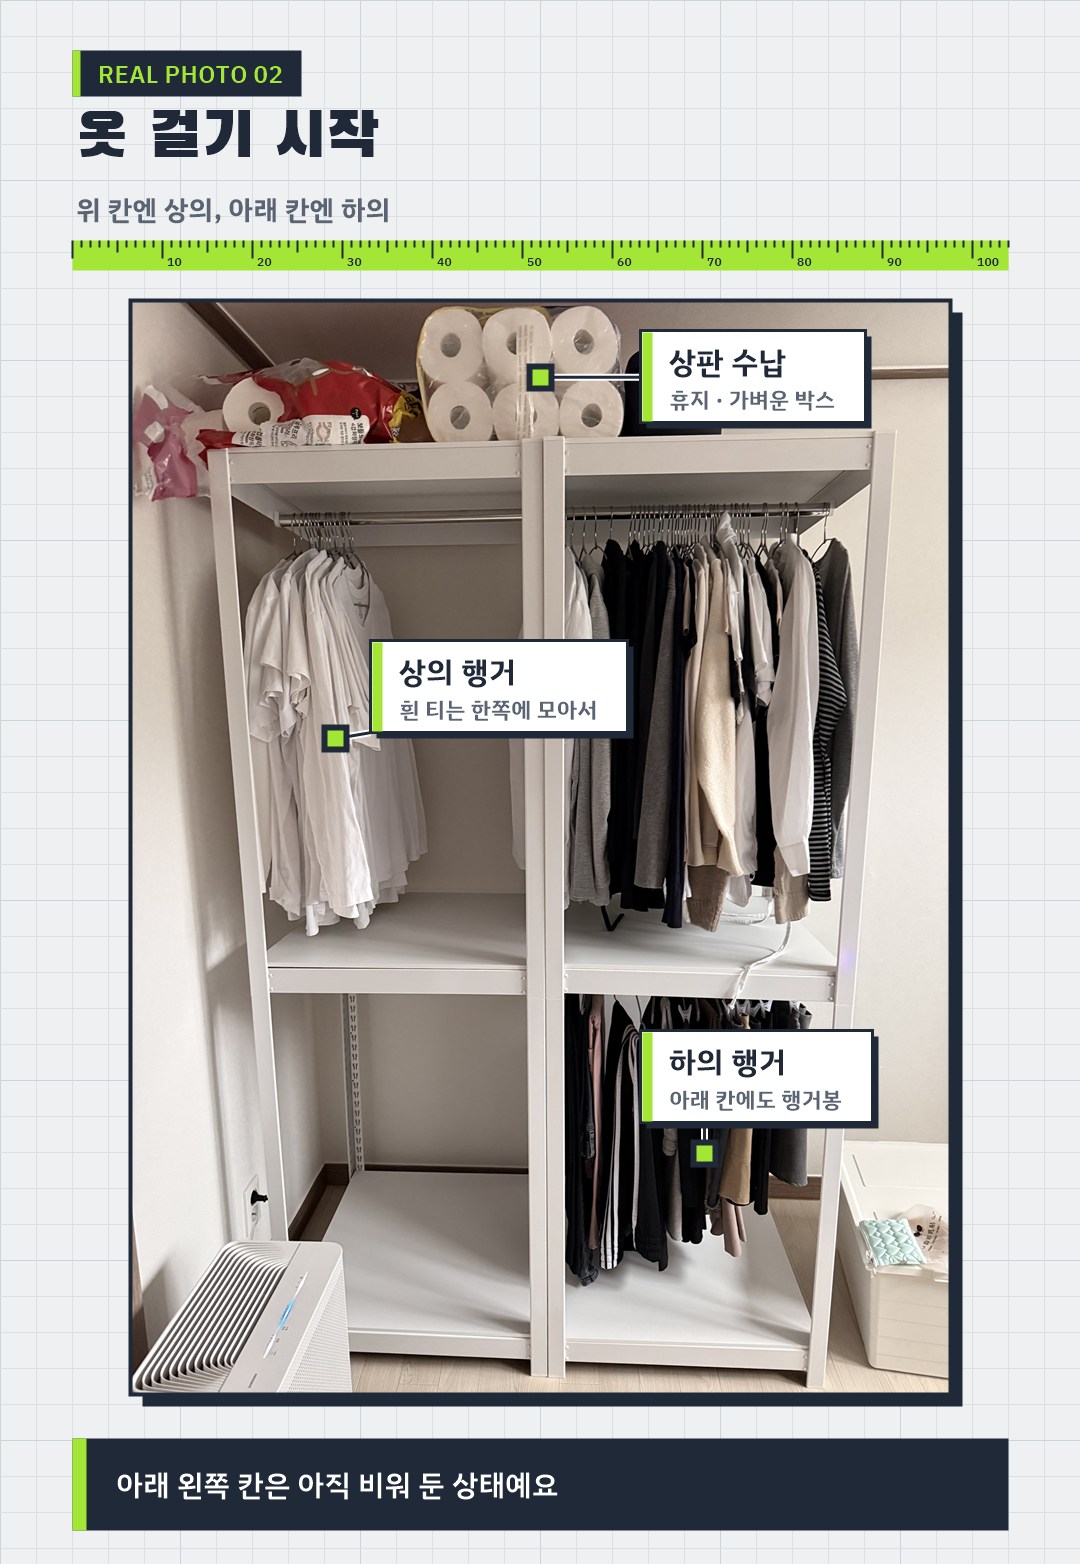 REAL PHOTO 02
옷 걸기 시작
위 칸엔 상의, 아래 칸엔 하의
10 20 30 40 50 60 70 80 90 100
상판 수납
휴지 · 가벼운 박스
상의 행거
흰 티는 한쪽에 모아서
하의 행거
아래 칸에도 행거봉
아래 왼쪽 칸은 아직 비워 둔 상태예요